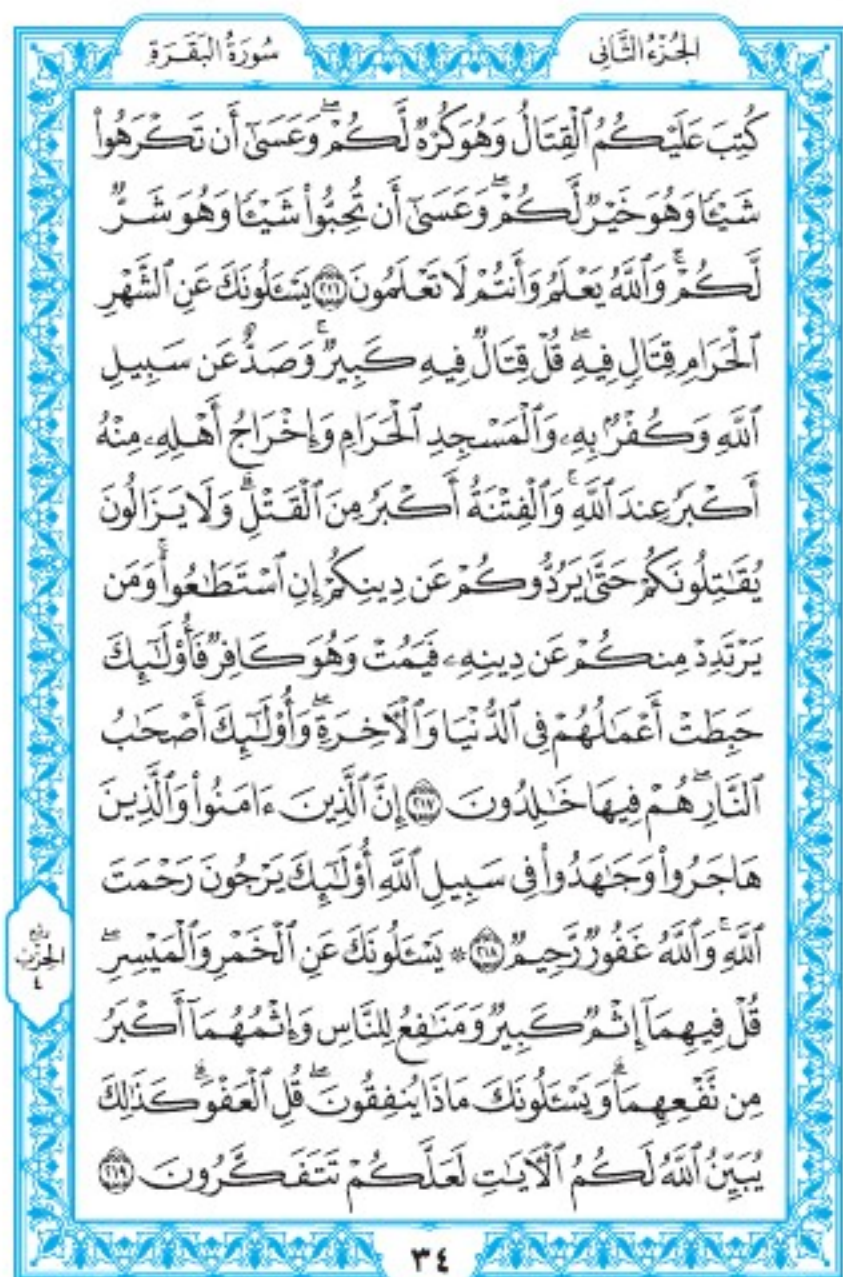 الجُزْءُ الثَّانِي
سُورَةُ البَقَرَةِ
كُتِبَ عَلَيْكُمُ ٱلْقِتَالُ وَهُوَ كُرْهٌ لَّكُمْۖ وَعَسَىٰٓ أَن تَكْرَهُوا۟
شَيْـًٔا وَهُوَ خَيْرٌ لَّكُمْۖ وَعَسَىٰٓ أَن تُحِبُّوا۟ شَيْـًٔا وَهُوَ شَرٌّ
لَّكُمْۚ وَٱللَّهُ يَعْلَمُ وَأَنتُمْ لَا تَعْلَمُونَ ٢١٦ يَسْـَٔلُونَكَ عَنِ ٱلشَّهْرِ
ٱلْحَرَامِ قِتَالٍ فِيهِۖ قُلْ قِتَالٌ فِيهِ كَبِيرٌۚ وَصَدٌّ عَن سَبِيلِ
ٱللَّهِ وَكُفْرٌۢ بِهِۦ وَٱلْمَسْجِدِ ٱلْحَرَامِ وَإِخْرَاجُ أَهْلِهِۦ مِنْهُ
أَكْبَرُ عِندَ ٱللَّهِۚ وَٱلْفِتْنَةُ أَكْبَرُ مِنَ ٱلْقَتْلِۗ وَلَا يَزَالُونَ
يُقَـٰتِلُونَكُمْ حَتَّىٰ يَرُدُّوكُمْ عَن دِينِكُمْ إِنِ ٱسْتَطَـٰعُوا۟ۚ وَمَن
يَرْتَدِدْ مِنكُمْ عَن دِينِهِۦ فَيَمُتْ وَهُوَ كَافِرٌ فَأُو۟لَـٰٓئِكَ
حَبِطَتْ أَعْمَـٰلُهُمْ فِى ٱلدُّنْيَا وَٱلْـَٔاخِرَةِۖ وَأُو۟لَـٰٓئِكَ أَصْحَـٰبُ
ٱلنَّارِۖ هُمْ فِيهَا خَـٰلِدُونَ ٢١٧ إِنَّ ٱلَّذِينَ ءَامَنُوا۟ وَٱلَّذِينَ
هَاجَرُوا۟ وَجَـٰهَدُوا۟ فِى سَبِيلِ ٱللَّهِ أُو۟لَـٰٓئِكَ يَرْجُونَ رَحْمَتَ
ٱللَّهِۚ وَٱللَّهُ غَفُورٌ رَّحِيمٌ ٢١٨ ۞ يَسْـَٔلُونَكَ عَنِ ٱلْخَمْرِ وَٱلْمَيْسِرِۖ
قُلْ فِيهِمَآ إِثْمٌ كَبِيرٌ وَمَنَـٰفِعُ لِلنَّاسِ وَإِثْمُهُمَآ أَكْبَرُ
مِن نَّفْعِهِمَاۗ وَيَسْـَٔلُونَكَ مَاذَا يُنفِقُونَۖ قُلِ ٱلْعَفْوَۗ كَذَٰلِكَ
يُبَيِّنُ ٱللَّهُ لَكُمُ ٱلْـَٔايَـٰتِ لَعَلَّكُمْ تَتَفَكَّرُونَ ٢١٩
ربع
الحزب
٤
٣٤